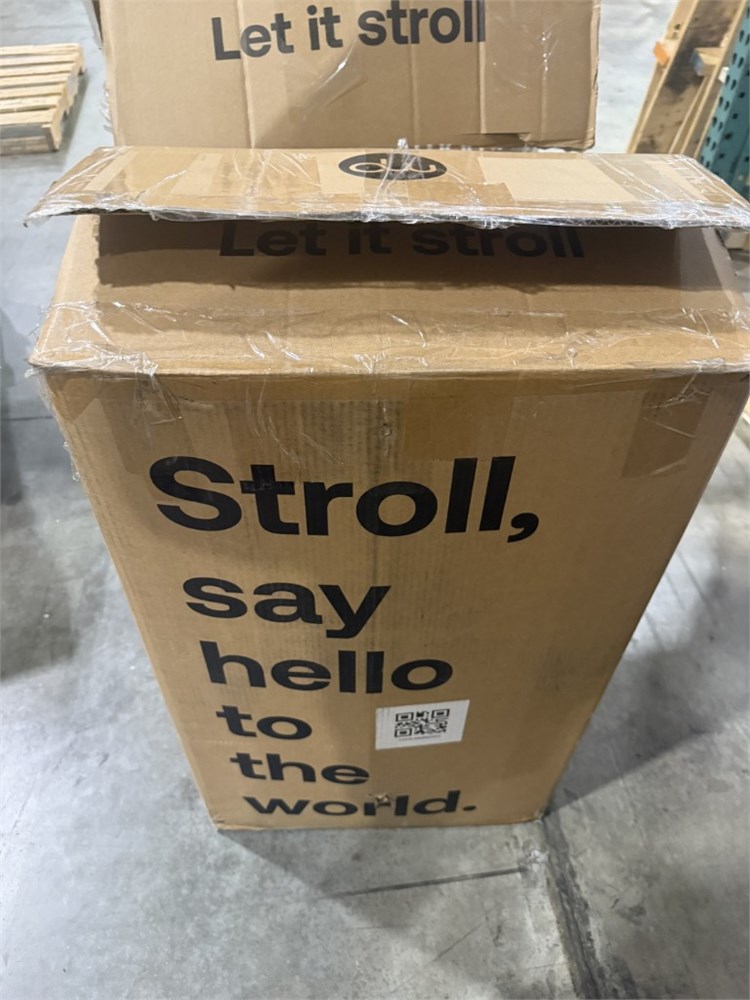 Let it stroll
Let it stroll
Stroll,
say
hello
to
the
world.